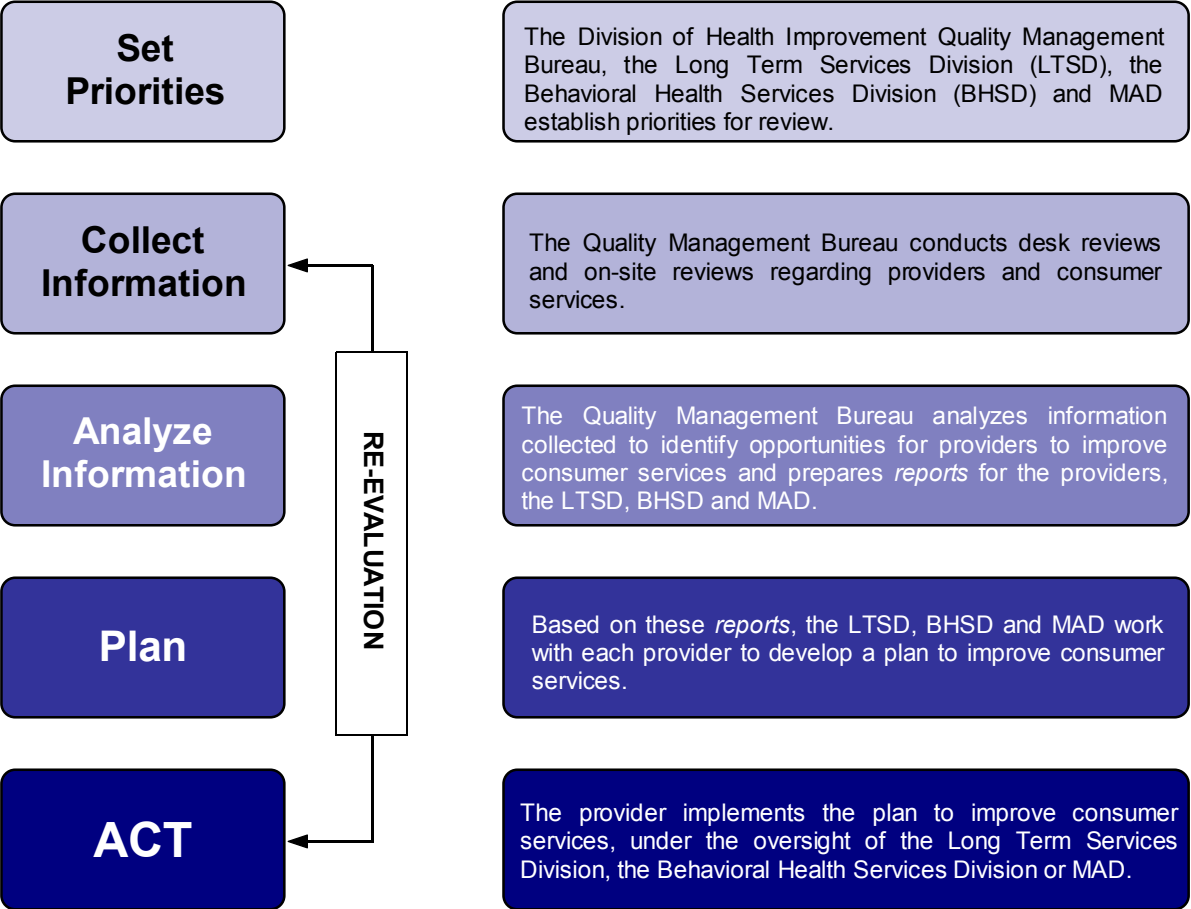 Set
Priorities
The Division of Health Improvement Quality Management
Bureau, the Long Term Services Division (LTSD), the
Behavioral Health Services Division (BHSD) and MAD
establish priorities for review.
Collect
Information
The Quality Management Bureau conducts desk reviews
and on-site reviews regarding providers and consumer
services.
Analyze
Information
The Quality Management Bureau analyzes information
collected to identify opportunities for providers to improve
consumer services and prepares reports for the providers,
the LTSD, BHSD and MAD.
RE-EVALUATION
Plan
Based on these reports, the LTSD, BHSD and MAD work
with each provider to develop a plan to improve consumer
services.
ACT
The provider implements the plan to improve consumer
services, under the oversight of the Long Term Services
Division, the Behavioral Health Services Division or MAD.